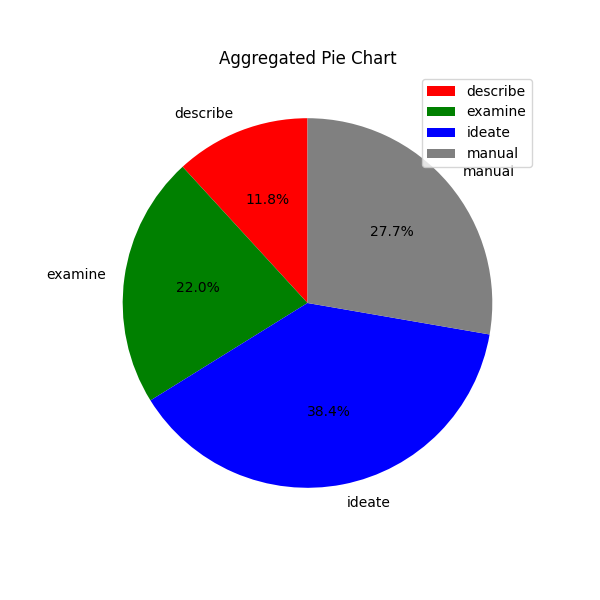 Aggregated Pie Chart
describe
examine
ideate
manual
describe
manual
11.8%
27.7%
examine
22.0%
38.4%
ideate